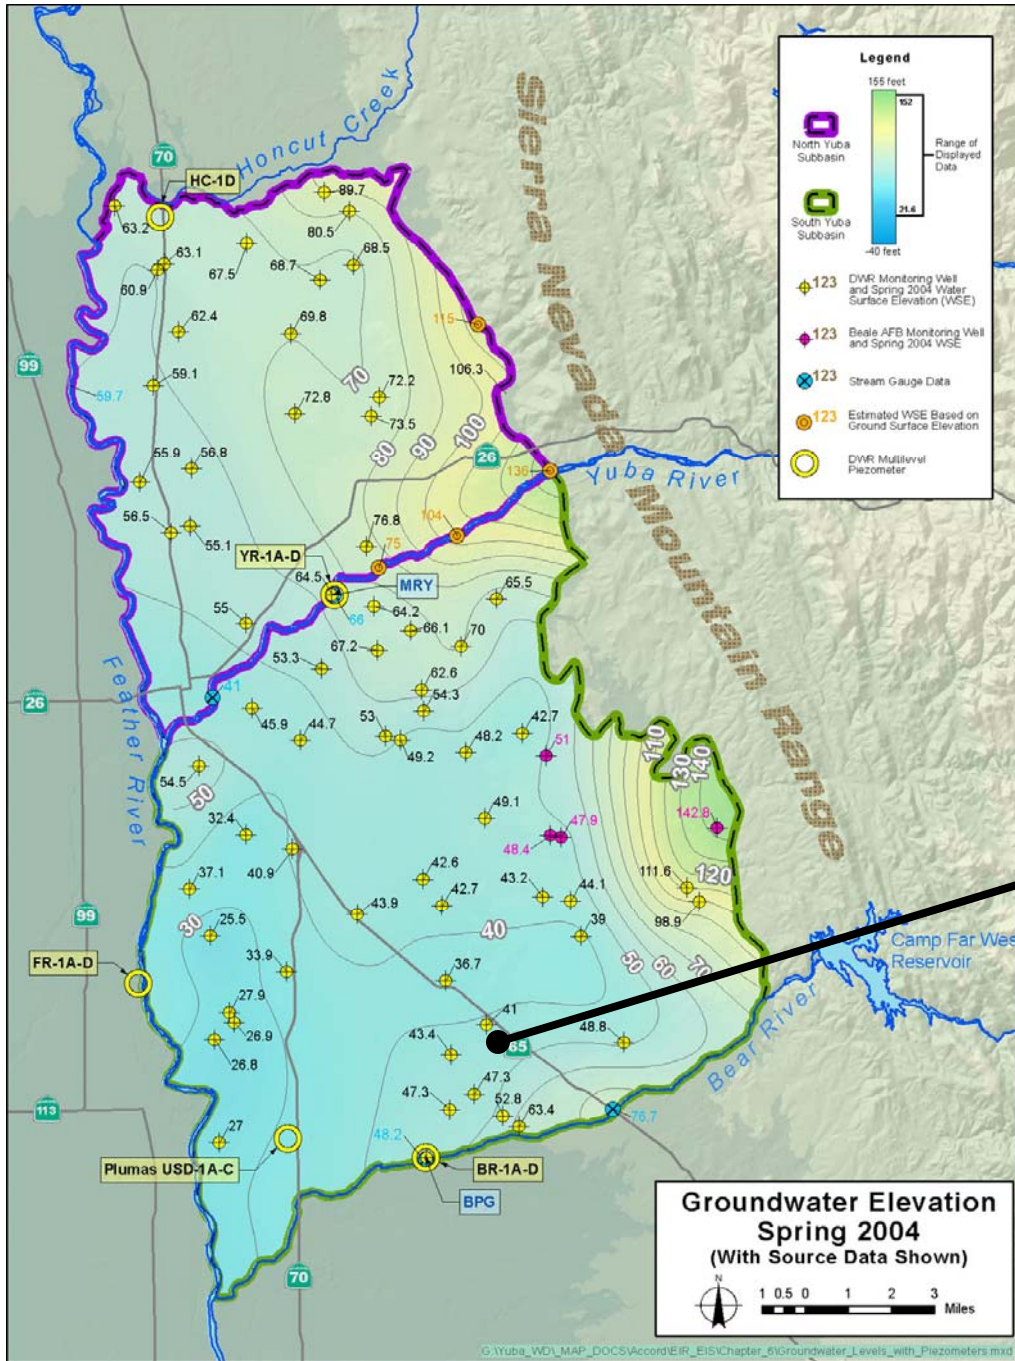 Honcut Creek
70
HC-1D
Sierra Nevada Mountain Range
Legend
155 feet
152
North Yuba
Subbasin
Range of
Displayed
Data
21.6
South Yuba
Subbasin
-40 feet
123
DWR Monitoring Well
and Spring 2004 Water
Surface Elevation (WSE)
123
Beale AFB Monitoring Well
and Spring 2004 WSE
123
Stream Gauge Data
123
Estimated WSE Based on
Ground Surface Elevation
DWR Multilevel
Piezometer
89.7
63.2
80.5
63.1
67.5
68.7
68.5
60.9
62.4
69.8
115
99
59.7
59.1
106.3
70
72.2
72.8
73.5
80
90
100
26
55.9
56.8
136
Yuba River
56.5
55.1
76.8
104
YR-1A-D
75
64.5
MRY
66
65.5
55
64.2
66.1
70
67.2
53.3
62.6
54.3
Feather River
26
41
45.9
44.7
53
49.2
48.2
42.7
51
110
130
140
54.5
50
49.1
142.8
32.4
47.9
48.4
40.9
42.6
37.1
43.2
44.1
111.6
120
42.7
43.9
98.9
99
25.5
30
40
39
Camp Far Wes
Reservoir
50
60
70
FR-1A-D
33.9
36.7
27.9
26.9
41
43.4
65
48.8
Bear River
26.8
47.3
47.3
52.8
63.4
113
76.7
27
48.2
Plumas USD-1A-C
BR-1A-D
BPG
70
Groundwater Elevation
Spring 2004
(With Source Data Shown)
N
1 0.5 0 1 2 3
Miles
G:\Yuba_WD\_MAP_DOCS\Accord\EIR_EIS\Chapter_6\Groundwater_Levels_with_Piezometers.mxd